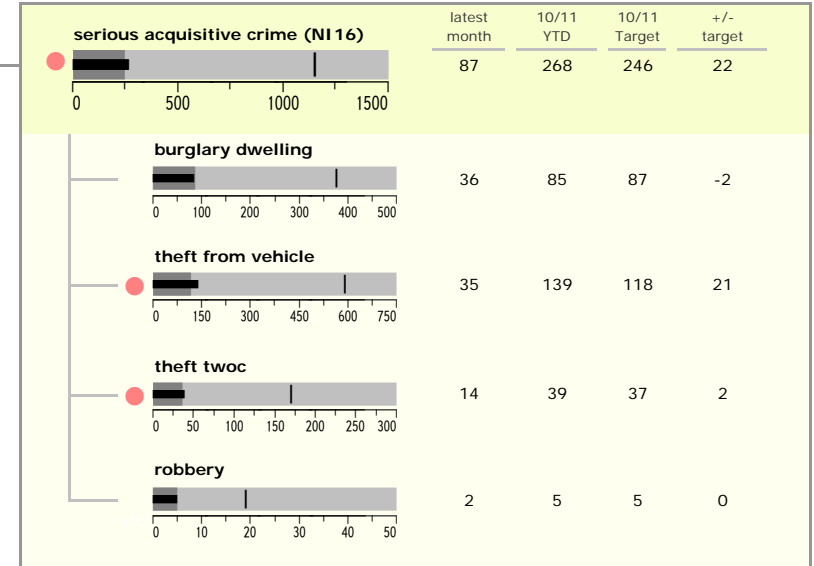 latest 10/11 10/11 +/-
serious acquisitive crime (NI16) month YTD Target target
87 268 246 22
0 500 1000 1500
burglary dwelling
36 85 87 -2
0 100 200 300 400 500
theft from vehicle
35 139 118 21
0 150 300 450 600 750
theft twoc
14 39 37 2
0 50 100 150 200 250 300
robbery
2 5 5 0
0 10 20 30 40 50